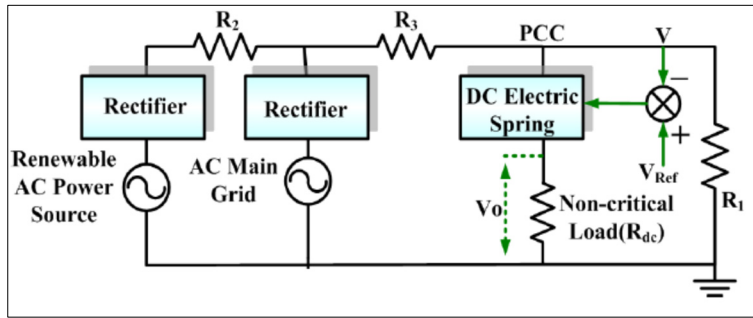 R2
R3
PCC
V
Rectifier
Rectifier
DC Electric
Spring
−
+
Renewable
AC Power
Source
AC Main
Grid
VRef
Vo
Non-critical
Load(Rdc)
R1